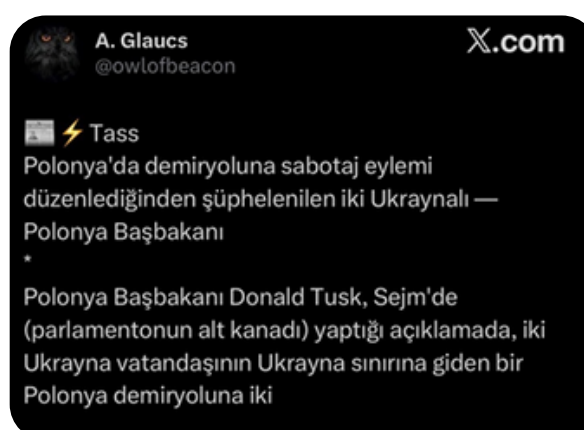 A. Glaucs
@owlofbeacon
X.com
📰⚡Tass
Polonya'da demiryoluna sabotaj eylemi
düzenlediğinden şüphelenilen iki Ukraynalı —
Polonya Başbakanı
*
Polonya Başbakanı Donald Tusk, Sejm'de
(parlamentonun alt kanadı) yaptığı açıklamada, iki
Ukrayna vatandaşının Ukrayna sınırına giden bir
Polonya demiryoluna iki